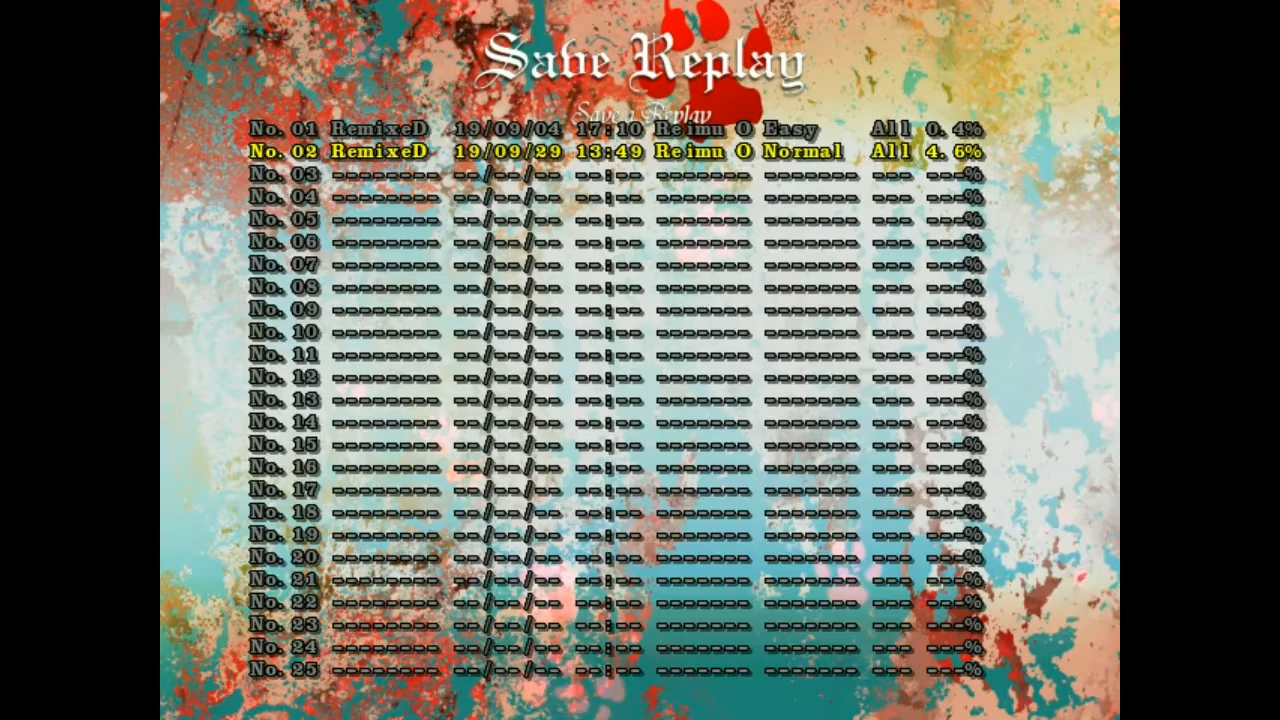 Save Replay
Save a Replay
No. 01 RemixeD 19/09/04 17:10 Reimu O Easy All 0.4%
No. 02 RemixeD 19/09/29 13:49 Reimu O Normal All 4.6%
No. 03 -------- --/--/-- --:-- ------- ------- --- ---%
No. 04 -------- --/--/-- --:-- ------- ------- --- ---%
No. 05 -------- --/--/-- --:-- ------- ------- --- ---%
No. 06 -------- --/--/-- --:-- ------- ------- --- ---%
No. 07 -------- --/--/-- --:-- ------- ------- --- ---%
No. 08 -------- --/--/-- --:-- ------- ------- --- ---%
No. 09 -------- --/--/-- --:-- ------- ------- --- ---%
No. 10 -------- --/--/-- --:-- ------- ------- --- ---%
No. 11 -------- --/--/-- --:-- ------- ------- --- ---%
No. 12 -------- --/--/-- --:-- ------- ------- --- ---%
No. 13 -------- --/--/-- --:-- ------- ------- --- ---%
No. 14 -------- --/--/-- --:-- ------- ------- --- ---%
No. 15 -------- --/--/-- --:-- ------- ------- --- ---%
No. 16 -------- --/--/-- --:-- ------- ------- --- ---%
No. 17 -------- --/--/-- --:-- ------- ------- --- ---%
No. 18 -------- --/--/-- --:-- ------- ------- --- ---%
No. 19 -------- --/--/-- --:-- ------- ------- --- ---%
No. 20 -------- --/--/-- --:-- ------- ------- --- ---%
No. 21 -------- --/--/-- --:-- ------- ------- --- ---%
No. 22 -------- --/--/-- --:-- ------- ------- --- ---%
No. 23 -------- --/--/-- --:-- ------- ------- --- ---%
No. 24 -------- --/--/-- --:-- ------- ------- --- ---%
No. 25 -------- --/--/-- --:-- ------- ------- --- ---%